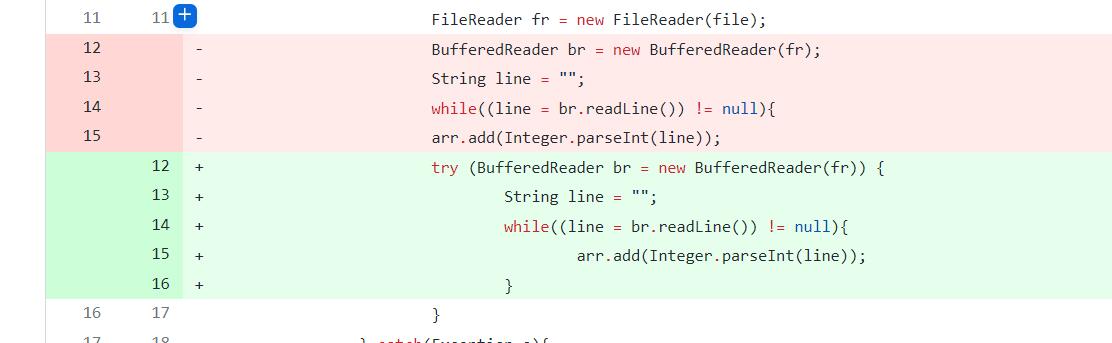 11 11 + FileReader fr = new FileReader(file);
12 - BufferedReader br = new BufferedReader(fr);
13 - String line = "";
14 - while((line = br.readLine()) != null){
15 - arr.add(Integer.parseInt(line));
12 + try (BufferedReader br = new BufferedReader(fr)) {
13 + String line = "";
14 + while((line = br.readLine()) != null){
15 + arr.add(Integer.parseInt(line));
16 + }
16 17 }
17 18 } catch(Exception e){